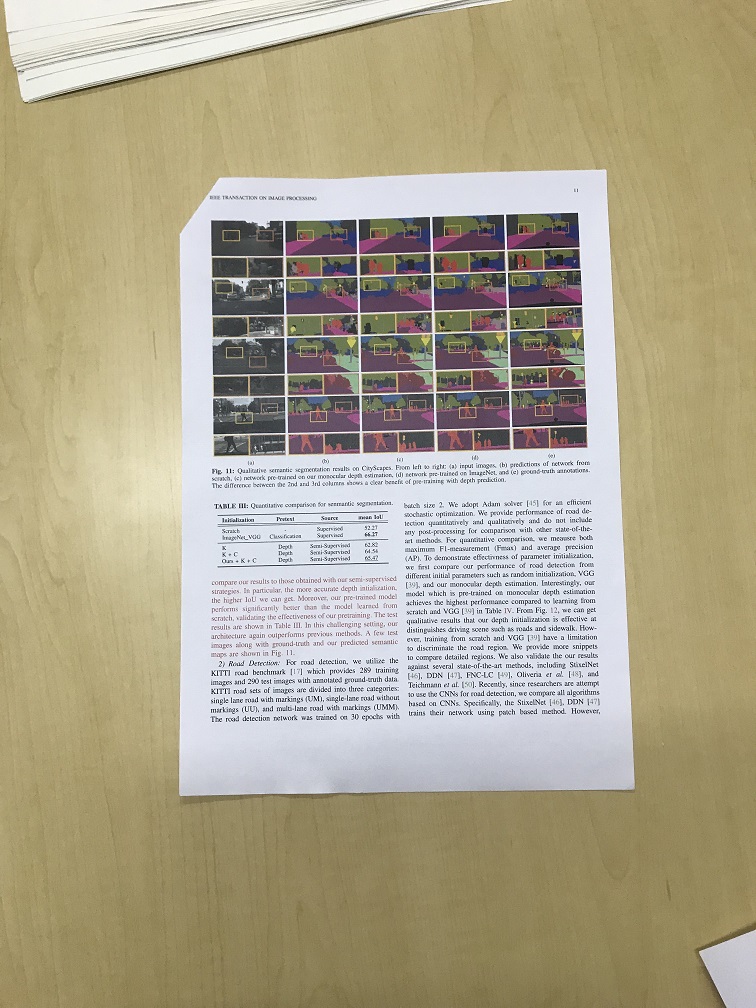 IEEE TRANSACTION ON IMAGE PROCESSING
11
(a) (b) (c) (d) (e)
Fig. 11: Qualitative semantic segmentation results on CityScapes. From left to right: (a) input images, (b) predictions of network from
scratch, (c) network pre-trained on our monocular depth estimation, (d) network pre-trained on ImageNet, and (e) ground-truth annotations.
The difference between the 2nd and 3rd columns shows a clear benefit of pre-training with depth prediction.
TABLE III: Quantitative comparison for senmantic segmentation.
Initialization Pretext Source mean IoU
Scratch - Supervised 52.27
ImageNet_VGG Classification Supervised 66.27
K Depth Semi-Supervised 62.82
K + C Depth Semi-Supervised 64.54
Ours + K + C Depth Semi-Supervised 65.47
compare our results to those obtained with our semi-supervised
strategies. In particular, the more accurate depth intialization,
the higher IoU we can get. Moreover, our pre-trained model
performs significantly better than the model learned from
scratch, validating the effectiveness of our pretraining. The test
results are shown in Table III. In this challenging setting, our
architecture again outperforms previous methods. A few test
images along with ground-truth and our predicted semantic
maps are shown in Fig. 11.
2) Road Detection: For road detection, we utilize the
KITTI road benchmark [17] which provides 289 training
images and 290 test images with annotated ground-truth data.
KITTI road sets of images are divided into three categories:
single lane road with markings (UM), single-lane road without
markings (UU), and multi-lane road with markings (UMM).
The road detection network was trained on 30 epochs with
batch size 2. We adopt Adam solver [45] for an efficient
stochastic optimization. We provide performance of road de-
tection quantitatively and qualitatively and do not include
any post-processing for comparison with other state-of-the-
art methods. For quantitative comparison, we measure both
maximum F1-measurement (Fmax) and average precision
(AP). To demonstrate effectiveness of parameter initialization,
we first compare our performance of road detection from
different initial parameters such as random initialization, VGG
[39], and our monocular depth estimation. Interestingly, our
model which is pre-trained on monocular depth estimation
achieves the highest performance compared to learning from
scratch and VGG [39] in Table IV. From Fig. 12, we can get
qualitative results that our depth initialization is effective at
distinguishes driving scene such as roads and sidewalk. How-
ever, training from scratch and VGG [39] have a limitation
to discriminate the road region. We provide more snippets
to compare detailed regions. We also validate the our results
against several state-of-the-art methods, including StixelNet
[46], DDN [47], FNC-LC [49], Oliveria et al. [48], and
Teichmann et al. [50]. Recently, since researchers are attempt
to use the CNNs for road detection, we compare all algorithms
based on CNNs. Specifically, the StixelNet [46], DDN [47]
trains their network using patch based method. However,